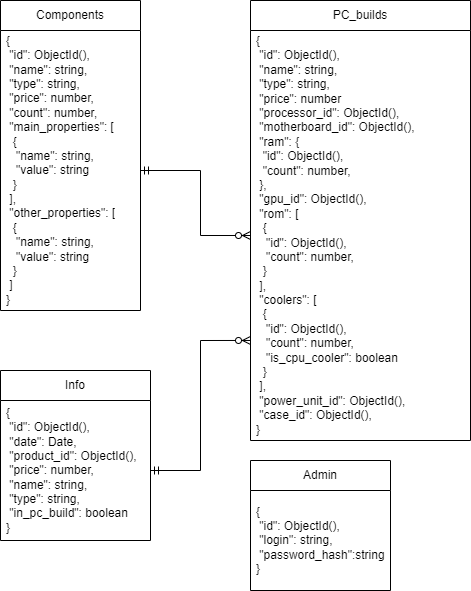 Components
{
"id": ObjectId(),
"name": string,
"type": string,
"price": number,
"count": number,
"main_properties": [
{
"name": string,
"value": string
}
],
"other_properties": [
{
"name": string,
"value": string
}
]
}
PC_builds
{
"id": ObjectId(),
"name": string,
"type": string,
"price": number
"processor_id": ObjectId(),
"motherboard_id": ObjectId(),
"ram": {
"id": ObjectId(),
"count": number,
},
"gpu_id": ObjectId(),
"rom": [
{
"id": ObjectId(),
"count": number,
}
],
"coolers": [
{
"id": ObjectId(),
"count": number,
"is_cpu_cooler": boolean
}
],
"power_unit_id": ObjectId(),
"case_id": ObjectId(),
}
Info
{
"id": ObjectId(),
"date": Date,
"product_id": ObjectId(),
"price": number,
"name": string,
"type": string,
"in_pc_build": boolean
}
Admin
{
"id": ObjectId(),
"login": string,
"password_hash":string
}